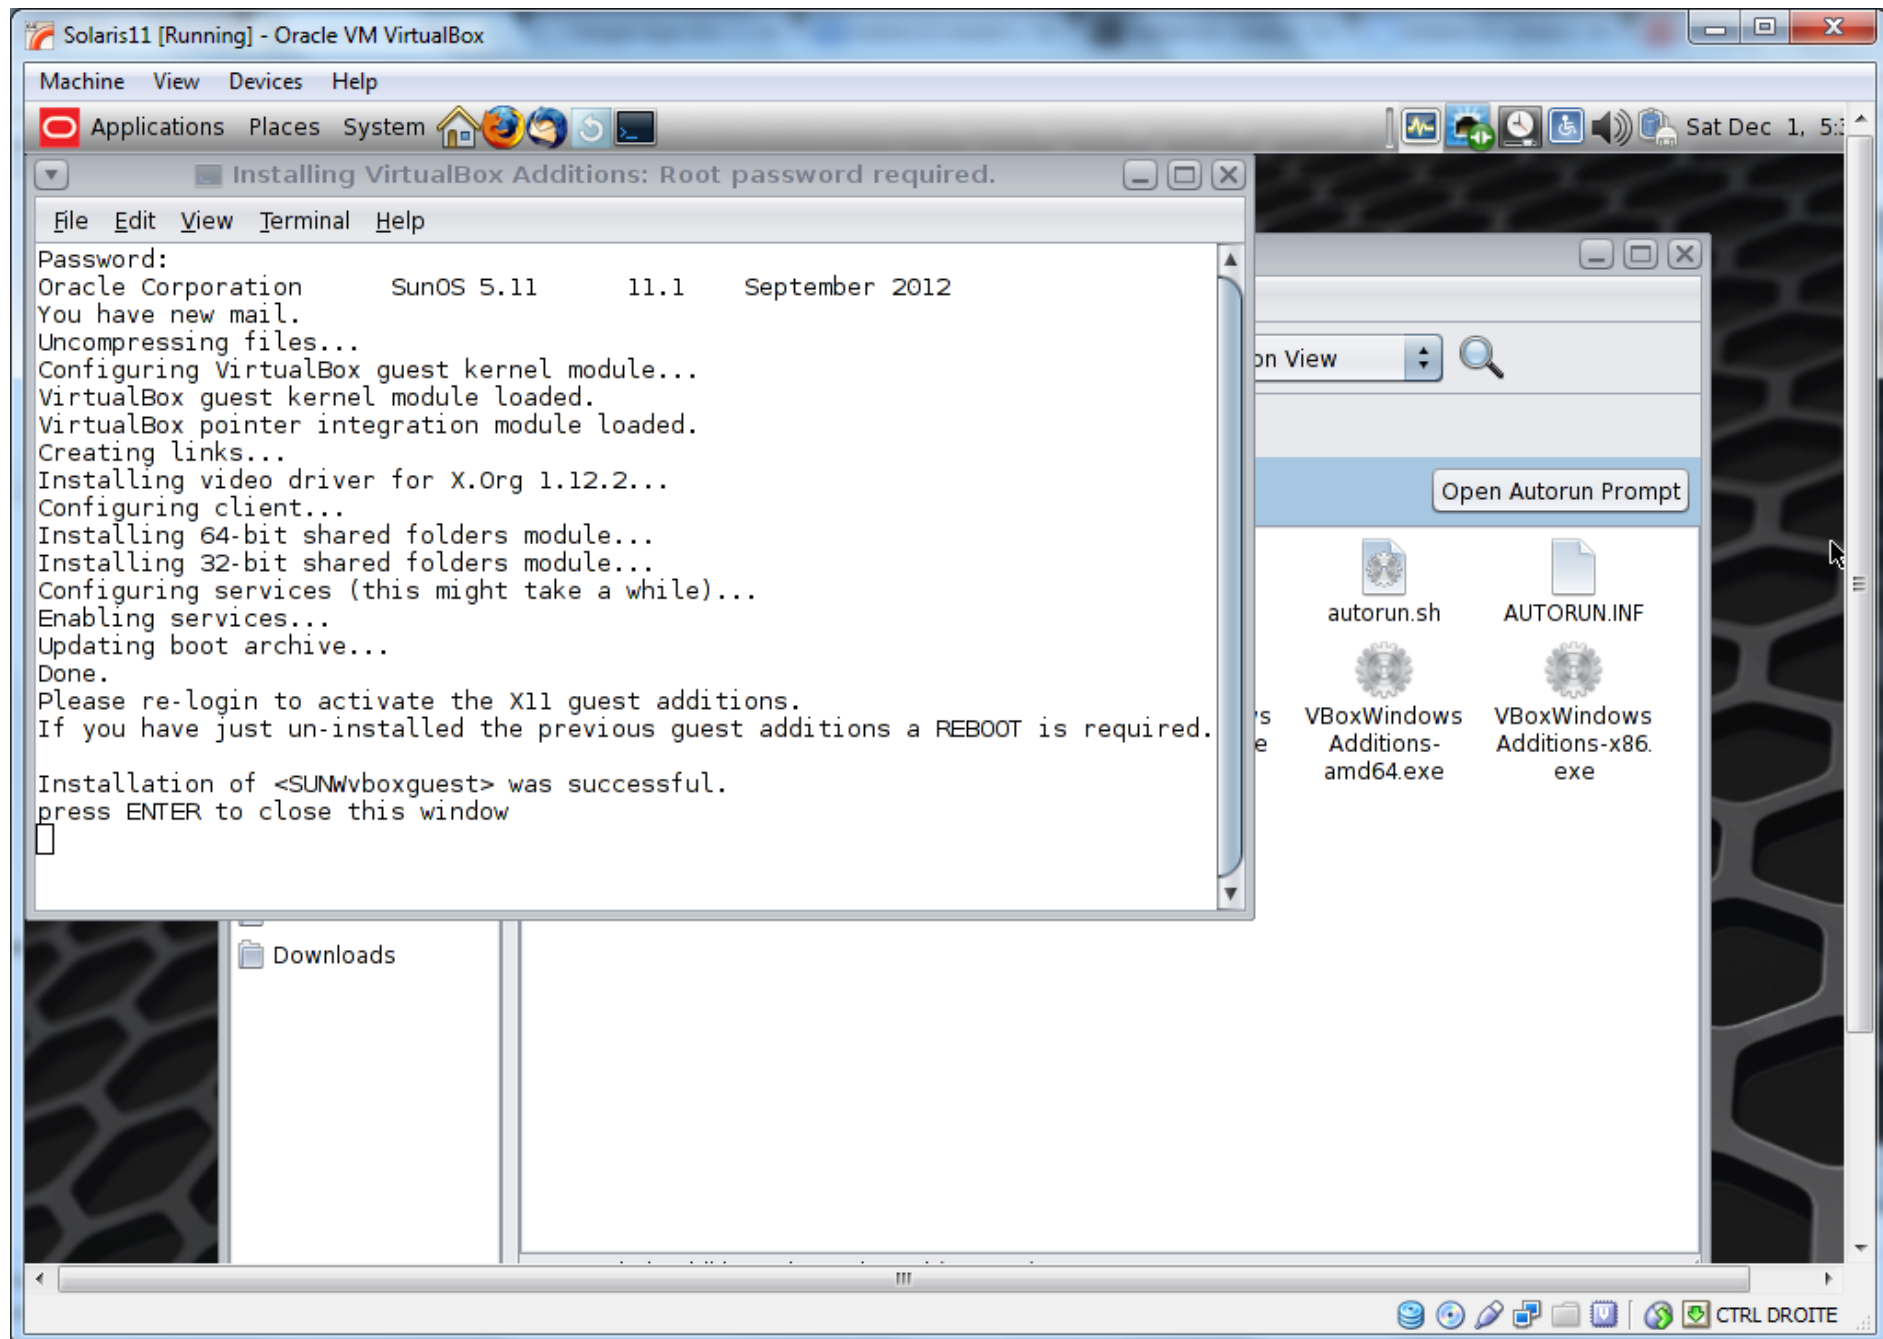 Solaris11 [Running] - Oracle VM VirtualBox
Machine View Devices Help
Applications Places System
Sat Dec 1, 5:
Installing VirtualBox Additions: Root password required.
File Edit View Terminal Help
Password:
Oracle Corporation SunOS 5.11 11.1 September 2012
You have new mail.
Uncompressing files...
Configuring VirtualBox guest kernel module...
VirtualBox guest kernel module loaded.
VirtualBox pointer integration module loaded.
Creating links...
Installing video driver for X.Org 1.12.2...
Configuring client...
Installing 64-bit shared folders module...
Installing 32-bit shared folders module...
Configuring services (this might take a while)...
Enabling services...
Updating boot archive...
Done.
Please re-login to activate the X11 guest additions.
If you have just un-installed the previous guest additions a REBOOT is required.
Installation of <SUNWvboxguest> was successful.
press ENTER to close this window
on View
Open Autorun Prompt
autorun.sh
AUTORUN.INF
VBoxWindows
Additions-
amd64.exe
VBoxWindows
Additions-x86.
exe
Downloads
CTRL DROITE